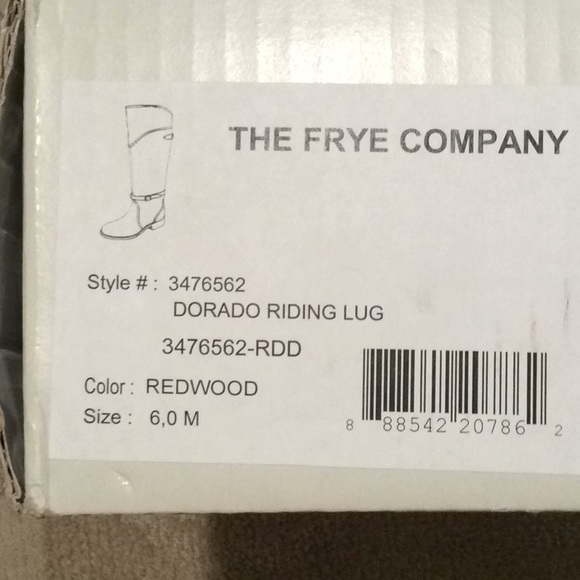 THE FRYE COMPANY
Style # : 3476562
DORADO RIDING LUG
3476562-RDD
Color : REDWOOD
Size : 6,0 M
8 88542 20786 2